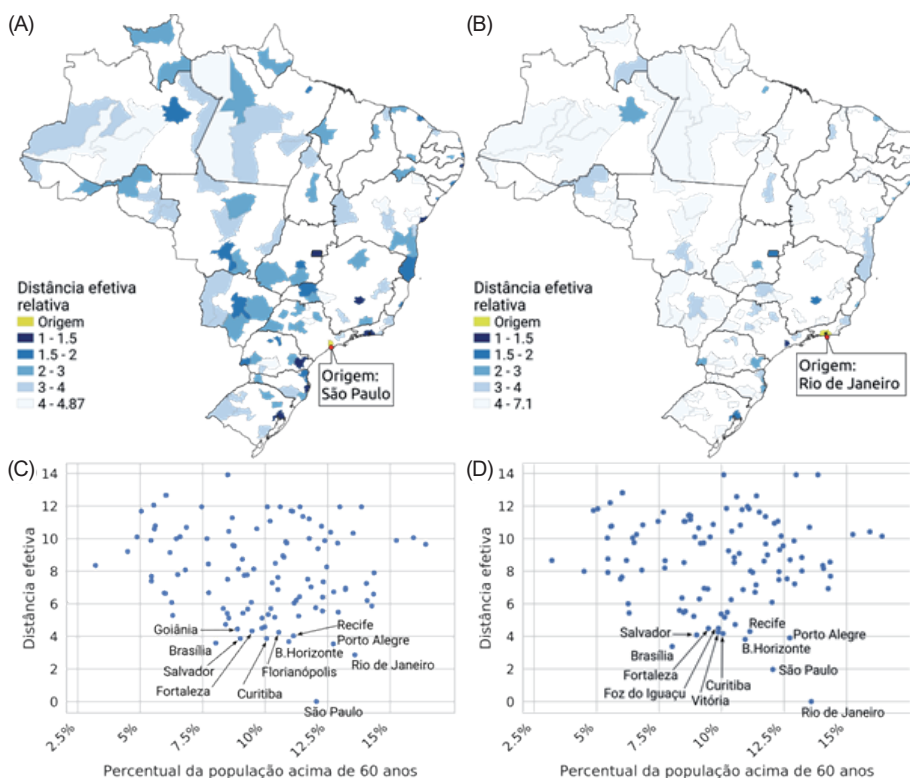 (A)
Distância efetiva
relativa
Origem
1 - 1.5
1.5 - 2
2 - 3
3 - 4
4 - 4.87
Origem:
São Paulo
(B)
Distância efetiva
relativa
Origem
1 - 1.5
1.5 - 2
2 - 3
3 - 4
4 - 7.1
Origem:
Rio de Janeiro
(C)
Distância efetiva
14
12
10
8
6
4
2
0
Goiânia
Brasília
Salvador
Fortaleza
Curitiba
Florianópolis
B.Horizonte
Recife
Porto Alegre
Rio de Janeiro
São Paulo
2.5%
5%
7.5%
10%
12.5%
15%
Percentual da população acima de 60 anos
(D)
Distância efetiva
14
12
10
8
6
4
2
0
Salvador
Brasília
Fortaleza
Foz do Iguaçu
Vitória
Curitiba
B.Horizonte
Recife
Porto Alegre
São Paulo
Rio de Janeiro
2.5%
5%
7.5%
10%
12.5%
15%
Percentual da população acima de 60 anos